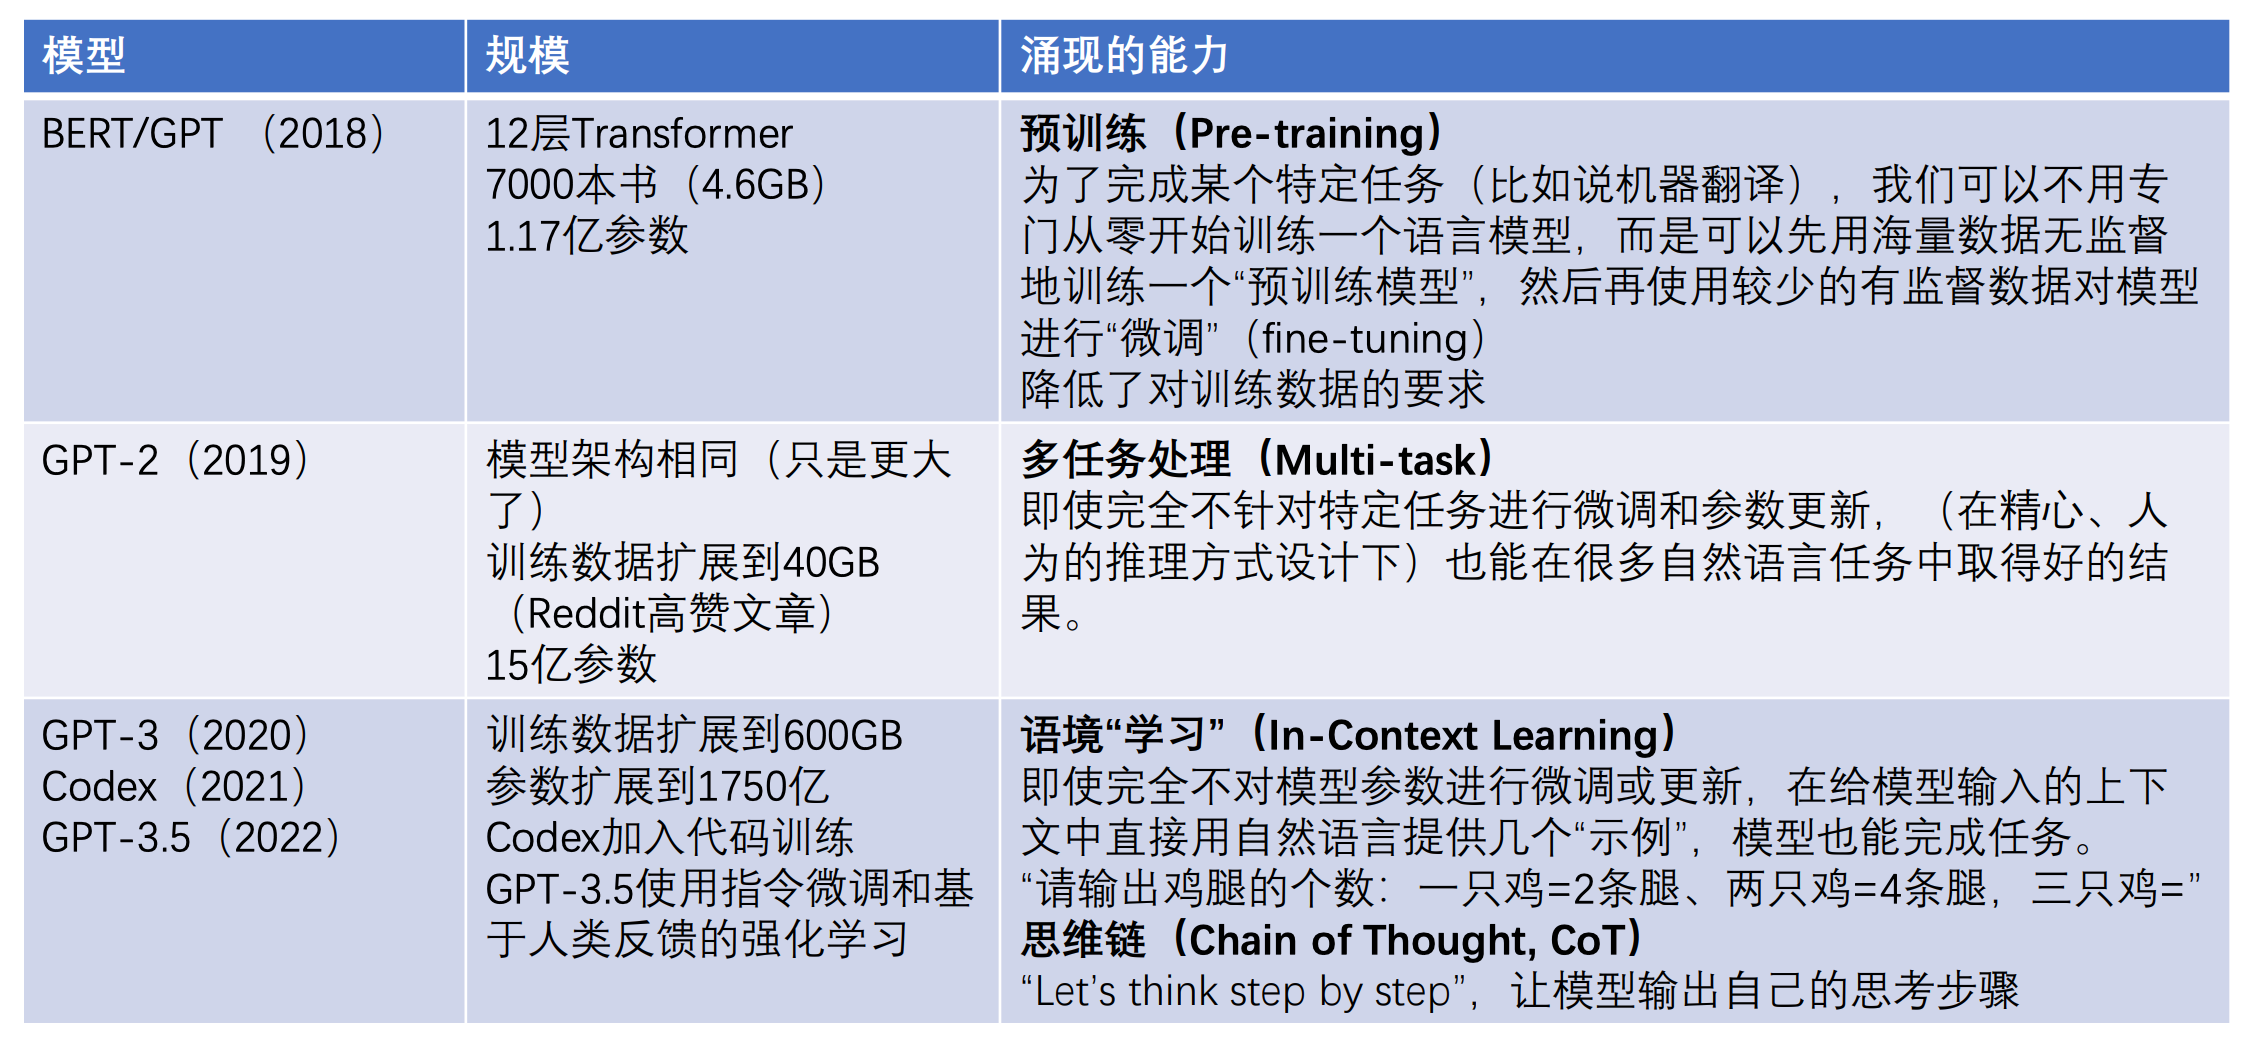 模型
规模
涌现的能力
BERT/GPT （2018）
12层Transformer
7000本书（4.6GB）
1.17亿参数
预训练（Pre-training）
为了完成某个特定任务（比如说机器翻译），我们可以不用专
门从零开始训练一个语言模型，而是可以先用海量数据无监督
地训练一个“预训练模型”，然后再使用较少的有监督数据对模型
进行“微调”（fine-tuning）
降低了对训练数据的要求
GPT-2（2019）
模型架构相同（只是更大
了）
训练数据扩展到40GB
（Reddit高赞文章）
15亿参数
多任务处理（Multi-task）
即使完全不针对特定任务进行微调和参数更新，（在精心、人
为的推理方式设计下）也能在很多自然语言任务中取得好的结
果。
GPT-3（2020）
Codex（2021）
GPT-3.5（2022）
训练数据扩展到600GB
参数扩展到1750亿
Codex加入代码训练
GPT-3.5使用指令微调和基
于人类反馈的强化学习
语境“学习”（In-Context Learning）
即使完全不对模型参数进行微调或更新，在给模型输入的上下
文中直接用自然语言提供几个“示例”，模型也能完成任务。
“请输出鸡腿的个数：一只鸡=2条腿、两只鸡=4条腿，三只鸡=”
思维链（Chain of Thought, CoT）
“Let’s think step by step”，让模型输出自己的思考步骤